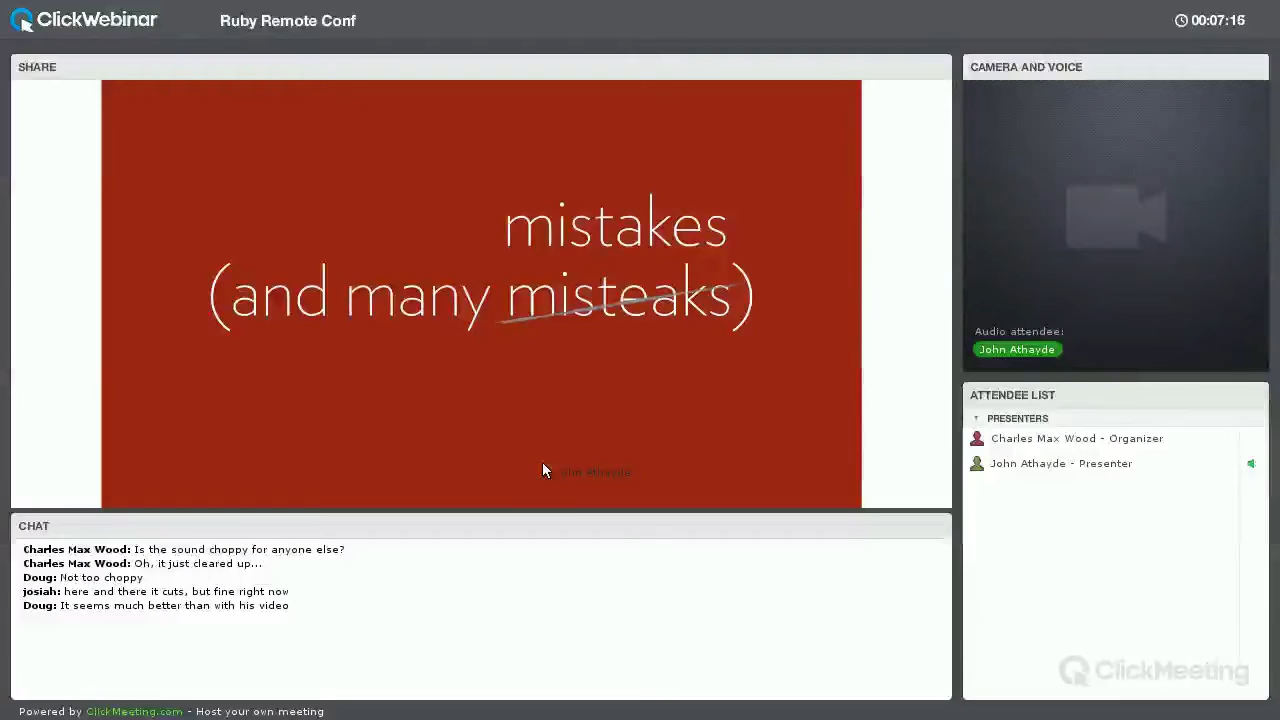 ClickWebinar
Ruby Remote Conf
00:07:16
SHARE
mistakes
(and many misteaks)
John Athayde
CAMERA AND VOICE
Audio attendee:
John Athayde
ATTENDEE LIST
PRESENTERS
Charles Max Wood - Organizer
John Athayde - Presenter
CHAT
Charles Max Wood: Is the sound choppy for anyone else?
Charles Max Wood: Oh, it just cleared up...
Doug: Not too choppy
josiah: here and there it cuts, but fine right now
Doug: It seems much better than with his video
ClickMeeting
Powered by ClickMeeting.com - Host your own meeting